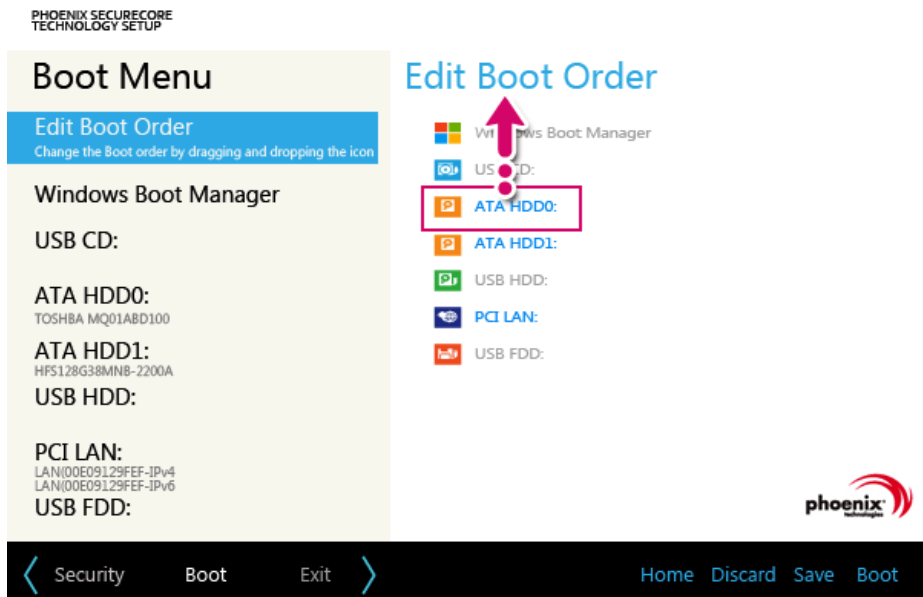 PHOENIX SECURECORE
TECHNOLOGY SETUP
Boot Menu
Edit Boot Order
Change the Boot order by dragging and dropping the icon
Windows Boot Manager
USB CD:
ATA HDD0:
TOSHBA MQ01ABD100
ATA HDD1:
HFS128G38MNB-2200A
USB HDD:
PCI LAN:
LAN(00E09129FEF-IPv4
LAN(00E09129FEF-IPv6
USB FDD:
Edit Boot Order
Boot Manager
ATA HDD0:
ATA HDD1:
USB HDD:
PCI LAN:
USB FDD:
phoenix
technologies
Security Boot Exit
Home Discard Save Boot